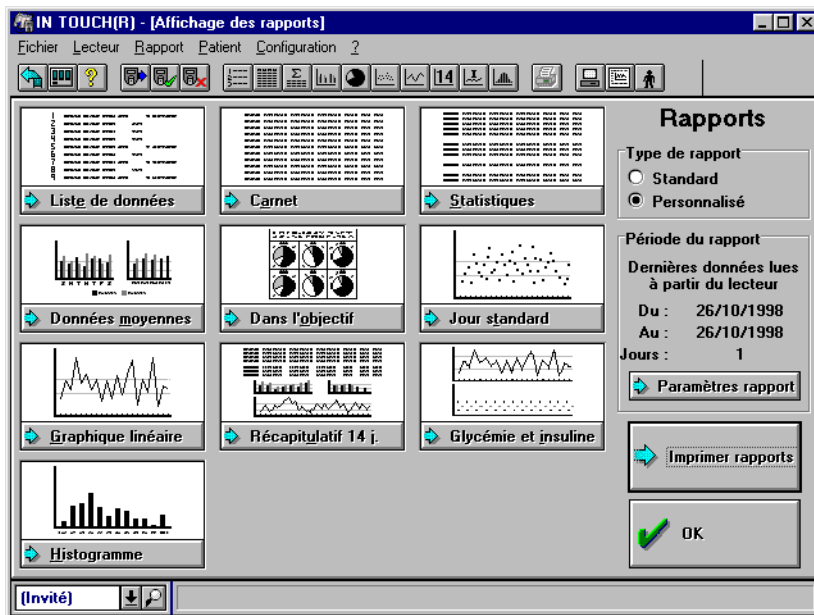 IN TOUCH(R) - [Affichage des rapports]
Fichier Lecteur Rapport Patient Configuration ?
14
Rapports
Type de rapport
Standard
Personnalisé
Liste de données
Carnet
Statistiques
Période du rapport
Dernières données lues
à partir du lecteur
Du : 26/10/1998
Au : 26/10/1998
Jours : 1
Paramètres rapport
Données moyennes
Dans l'objectif
Jour standard
Graphique linéaire
Récapitulatif 14 j.
Glycémie et insuline
Imprimer rapports
Histogramme
OK
(Invité)